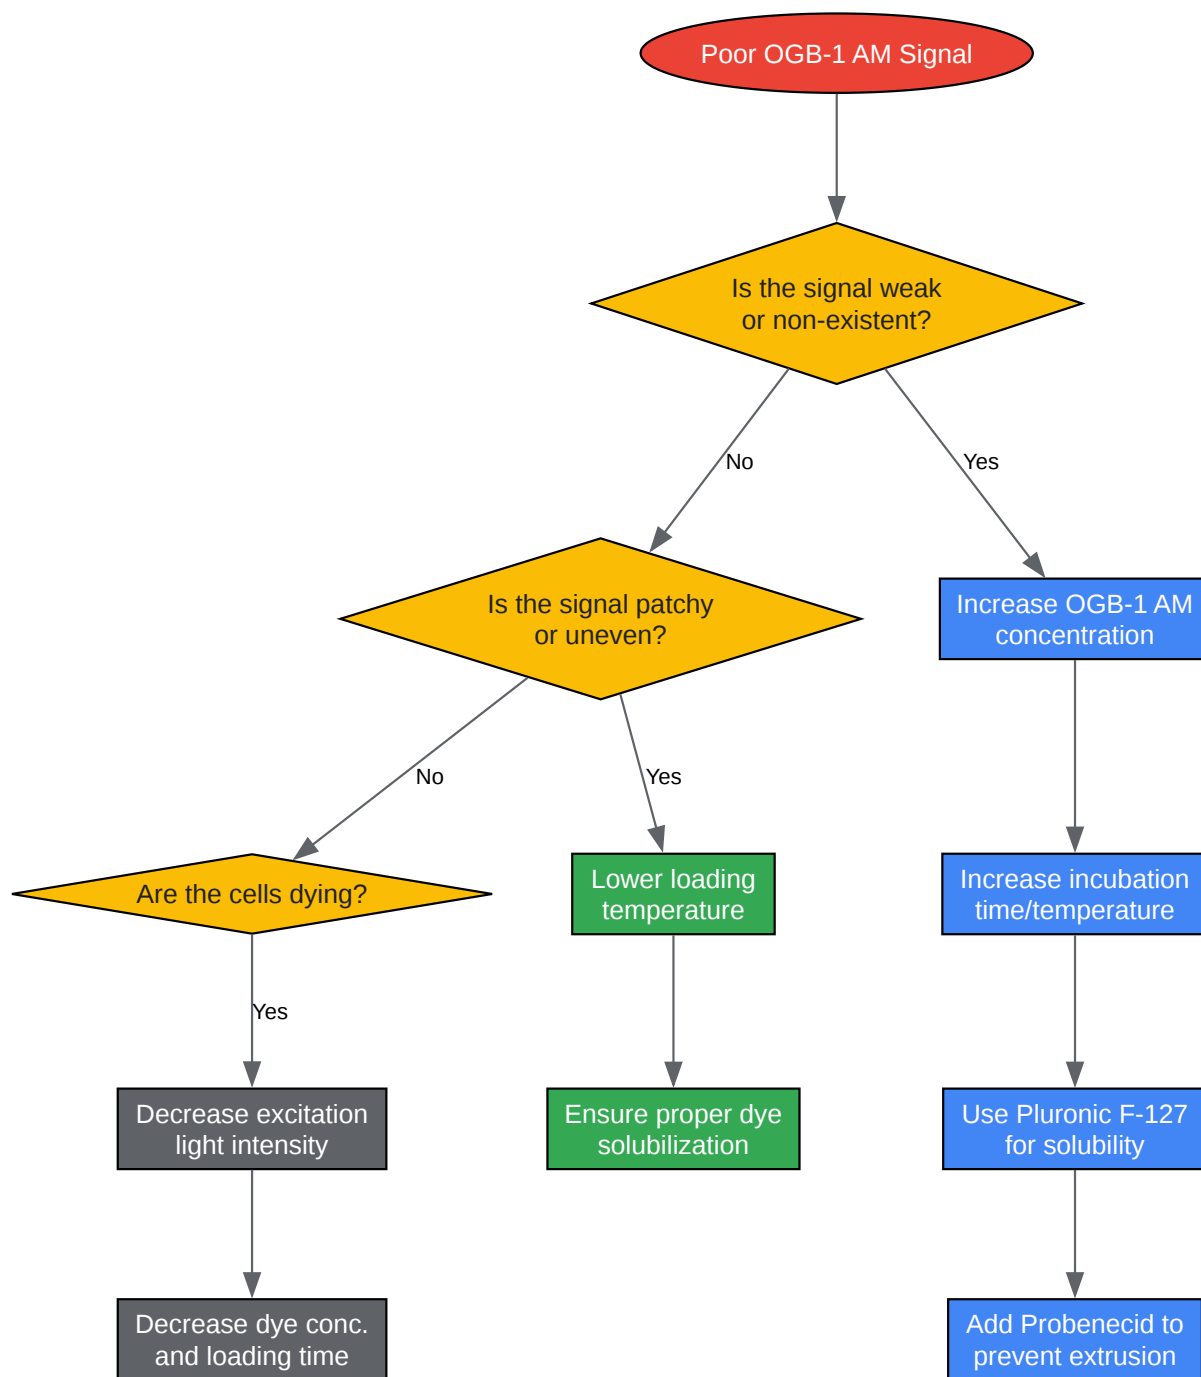 Poor OGB-1 AM Signal
Is the signal weak
or non-existent?
No
Yes
Is the signal patchy
or uneven?
Increase OGB-1 AM
concentration
No
Yes
Are the cells dying?
Lower loading
temperature
Increase incubation
time/temperature
Yes
Decrease excitation
light intensity
Ensure proper dye
solubilization
Use Pluronic F-127
for solubility
Decrease dye conc.
and loading time
Add Probenecid to
prevent extrusion